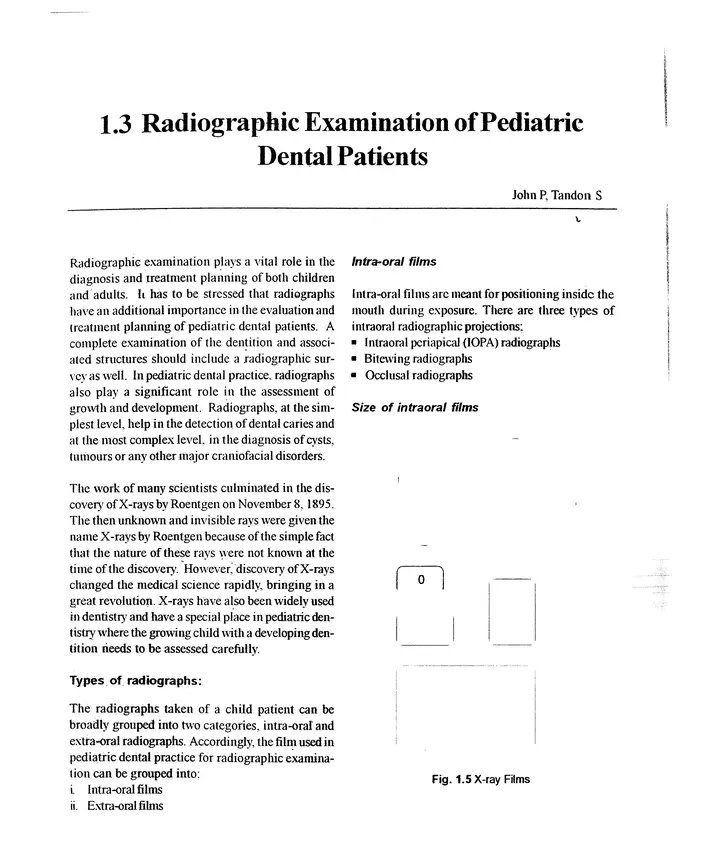 1.3 Radiographic Examination of Pediatric
Dental Patients
John P, Tandon S
Radiographic examination plays a vital role in the
diagnosis and treatment planning of both children
and adults. It has to be stressed that radiographs
have an additional importance in the evaluation and
treatment planning of pediatric dental patients. A
complete examination of the dentition and associ-
ated structures should include a radiographic sur-
vey as well. In pediatric dental practice, radiographs
also play a significant role in the assessment of
growth and development. Radiographs, at the sim-
plest level, help in the detection of dental caries and
at the most complex level, in the diagnosis of cysts,
tumours or any other major craniofacial disorders.
The work of many scientists culminated in the dis-
covery of X-rays by Roentgen on November 8, 1895.
The then unknown and invisible rays were given the
name X-rays by Roentgen because of the simple fact
that the nature of these rays were not known at the
time of the discovery. However, discovery of X-rays
changed the medical science rapidly, bringing in a
great revolution. X-rays have also been widely used
in dentistry and have a special place in pediatric den-
tistry where the growing child with a developing den-
tition needs to be assessed carefully.
Types of radiographs:
The radiographs taken of a child patient can be
broadly grouped into two categories, intra-oral and
extra-oral radiographs. Accordingly, the film used in
pediatric dental practice for radiographic examina-
tion can be grouped into:
i. Intra-oral films
ii. Extra-oral films
Intra-oral films
Intra-oral films are meant for positioning inside the
mouth during exposure. There are three types of
intraoral radiographic projections:
▪ Intraoral periapical (IOPA) radiographs
▪ Bitewing radiographs
▪ Occlusal radiographs
Size of intraoral films
0
Fig. 1.5 X-ray Films